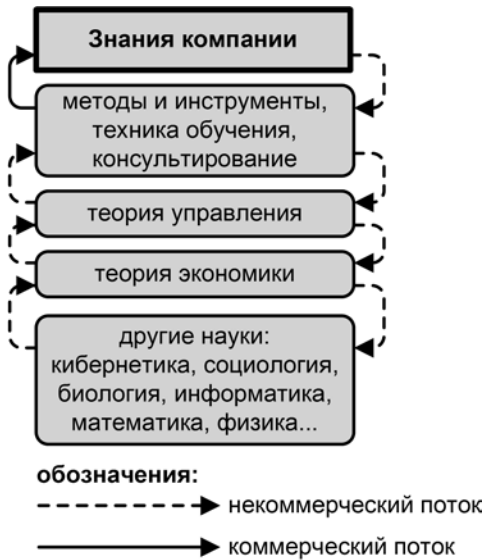 Знания компании
методы и инструменты,
техника обучения,
консультирование
теория управления
теория экономики
другие науки:
кибернетика, социология,
биология, информатика,
математика, физика...
обозначения:
некоммерческий поток
коммерческий поток